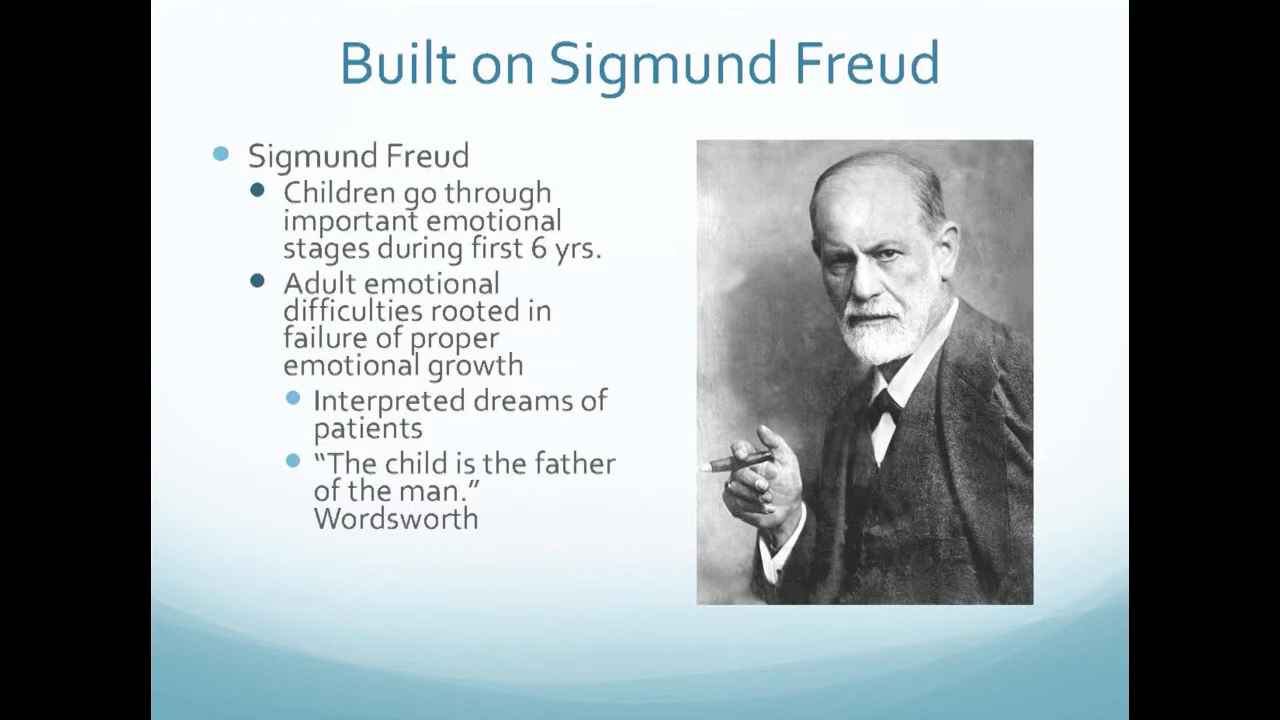 Built on Sigmund Freud
Sigmund Freud
Children go through
important emotional
stages during first 6 yrs.
Adult emotional
difficulties rooted in
failure of proper
emotional growth
Interpreted dreams of
patients
“The child is the father
of the man.”
Wordsworth